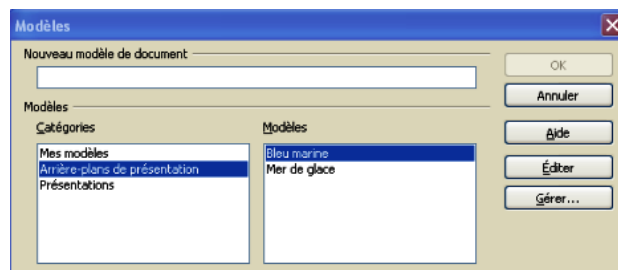 Modèles
Nouveau modèle de document
OK
Annuler
Modèles
Catégories
Modèles
Aide
Mes modèles
Bleu marine
Arrière-plans de présentation
Mer de glace
Éditer
Présentations
Gérer...